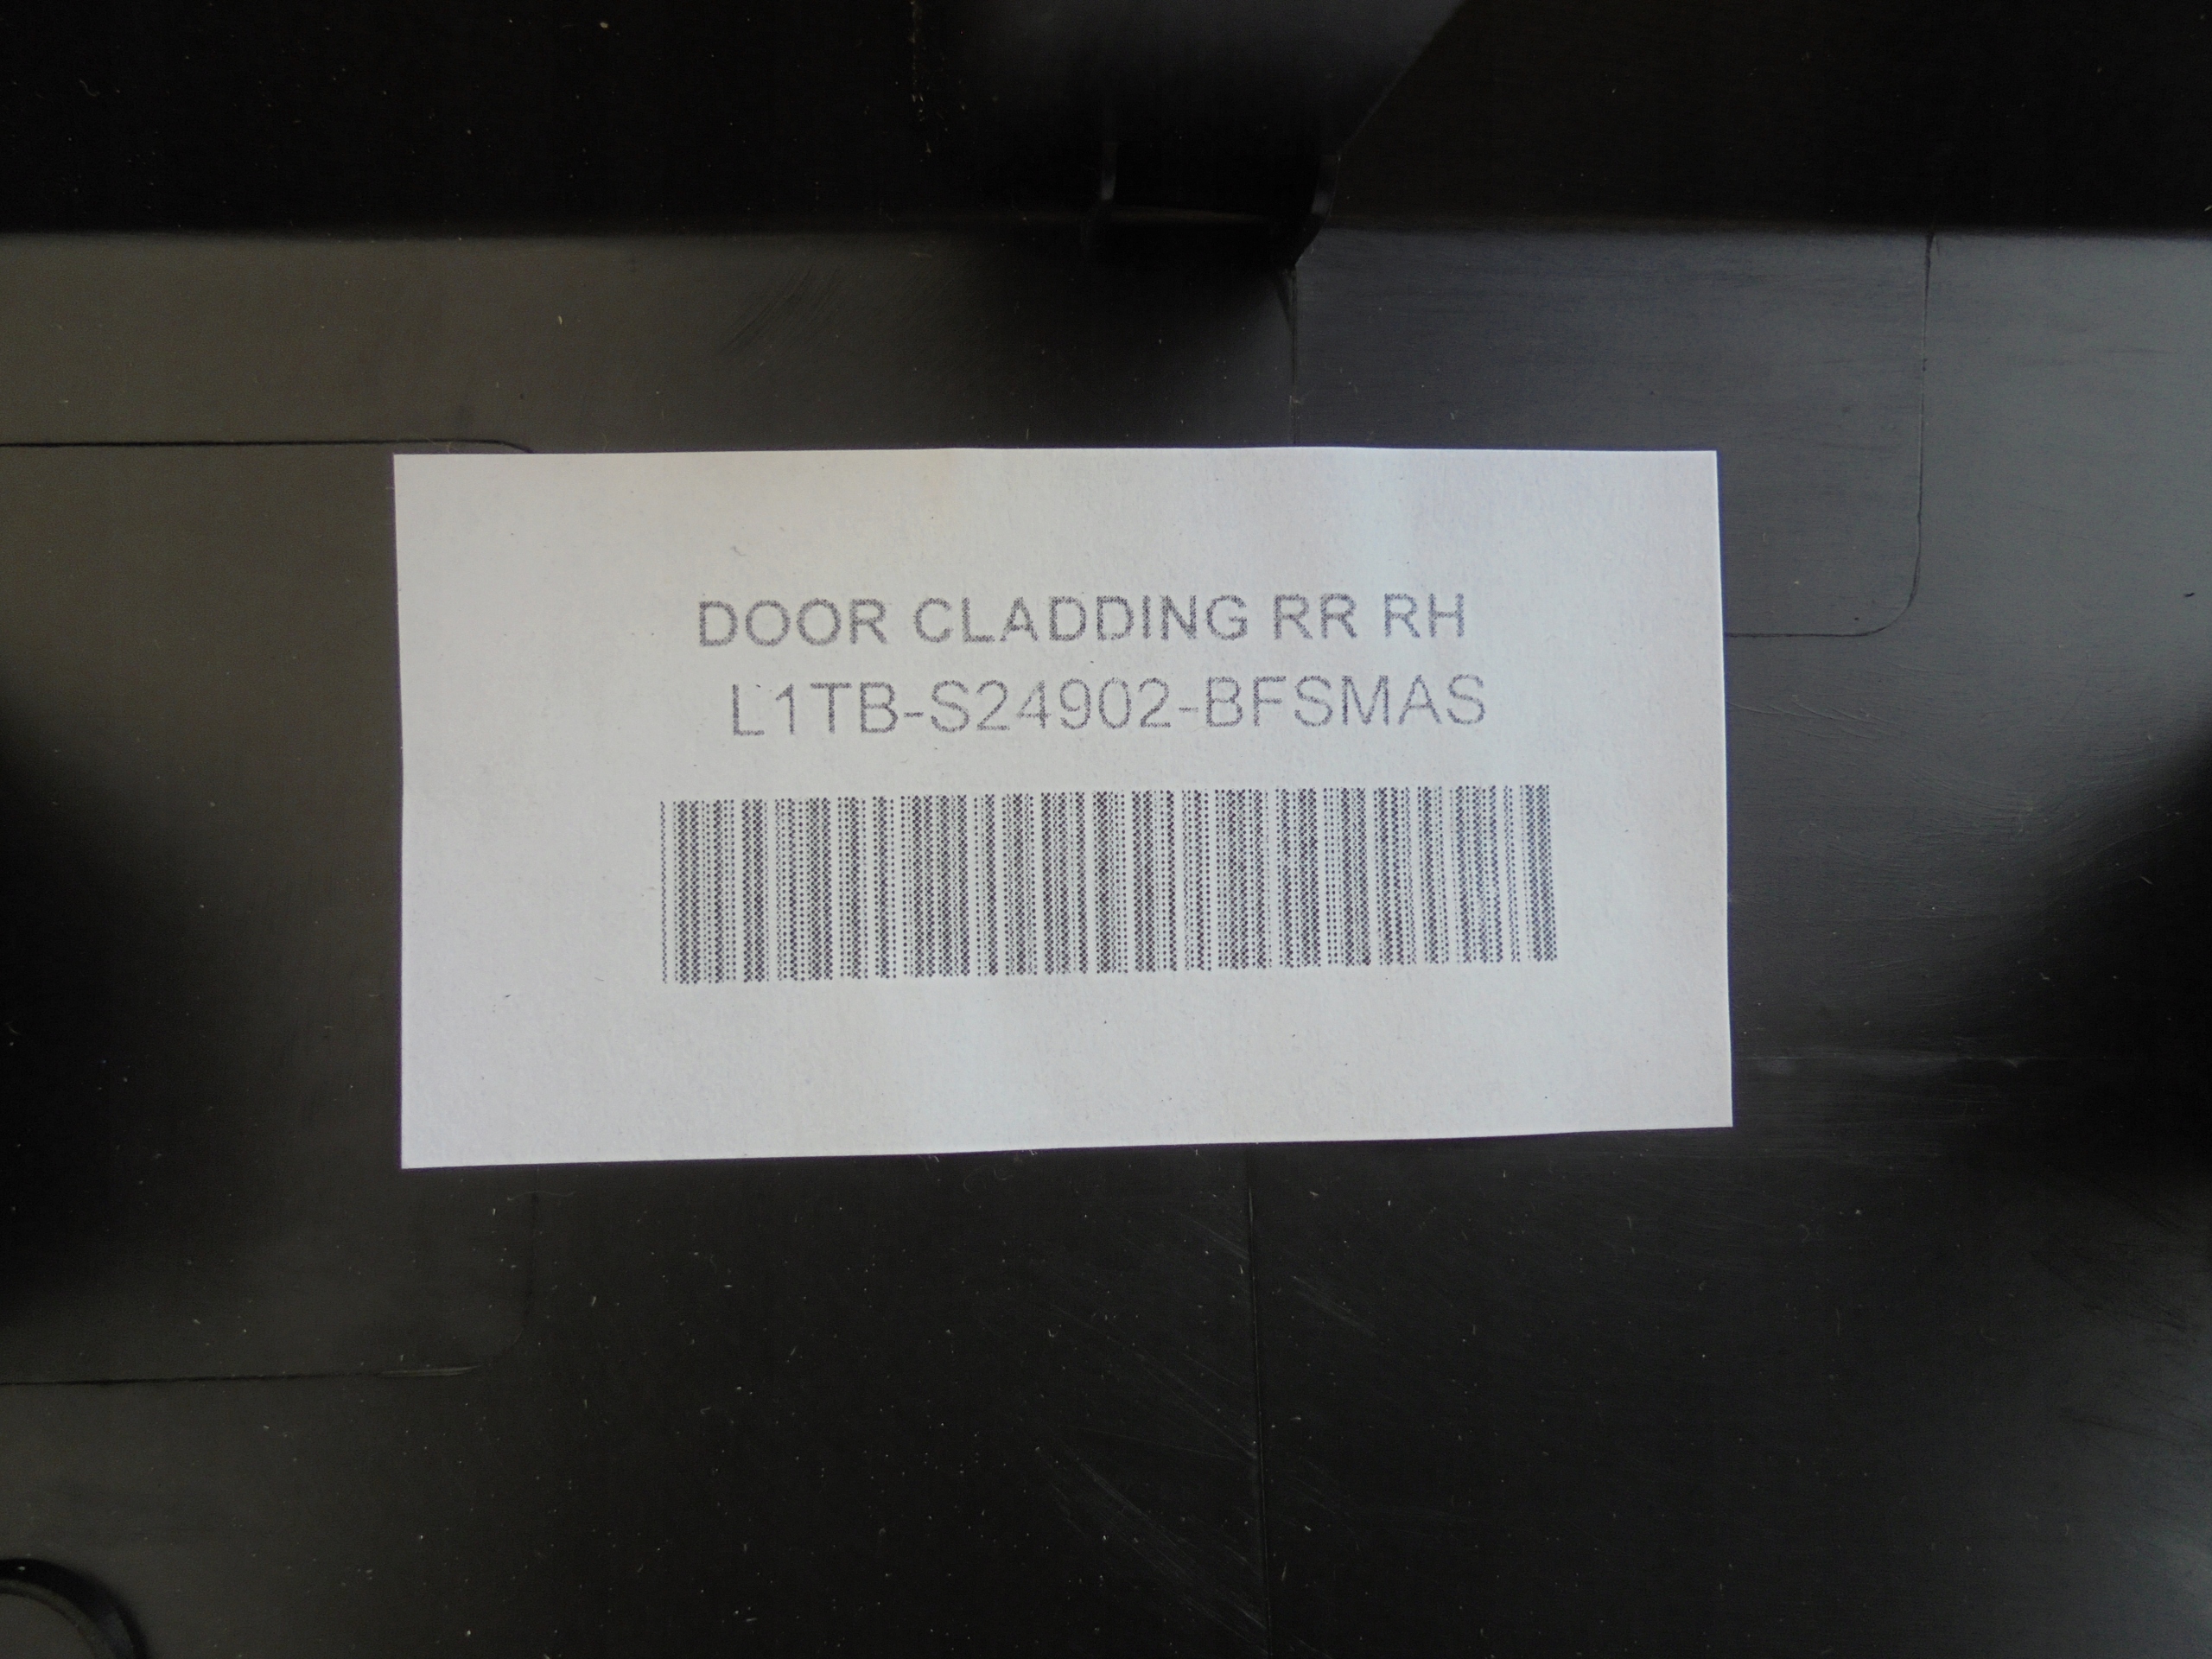 DOOR CLADDING RR RH
L1TB-S24902-BFSMAS